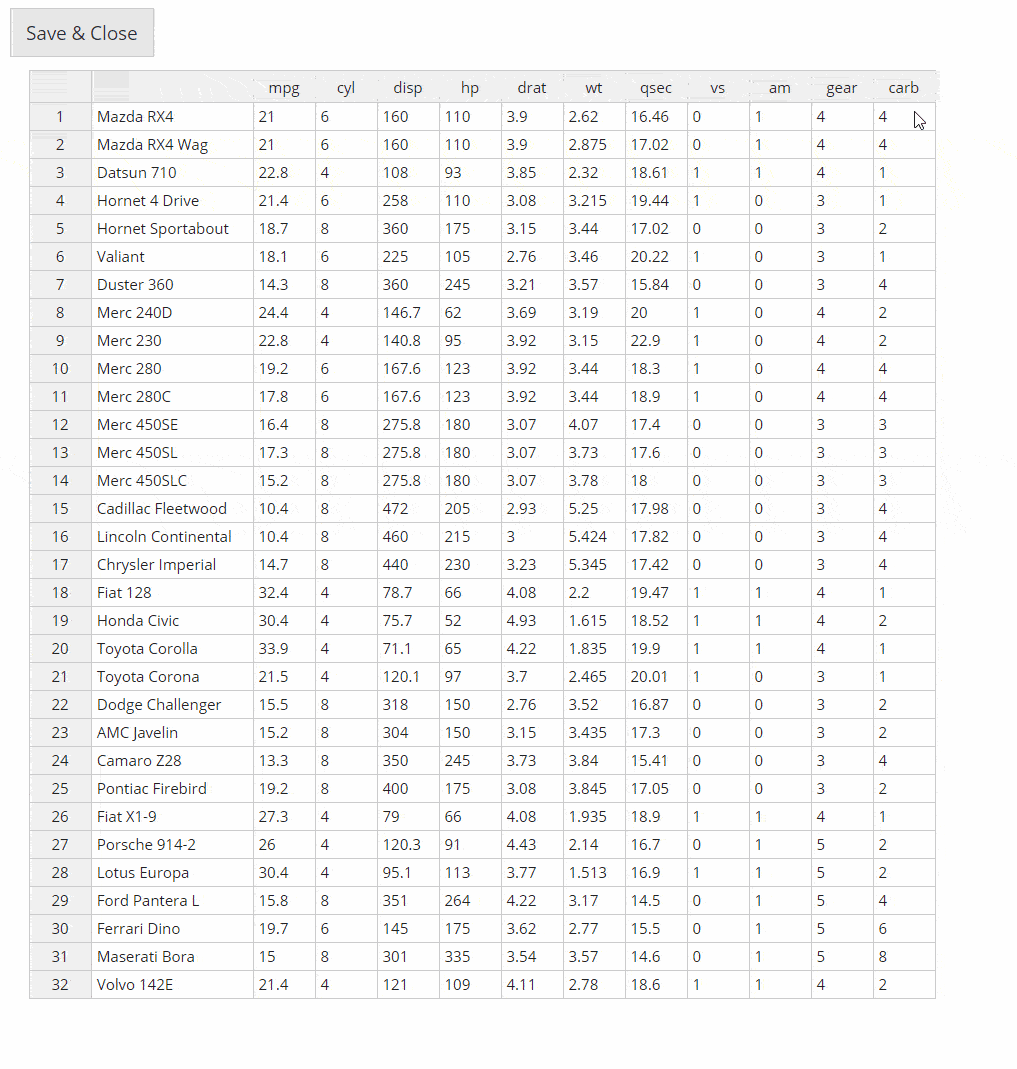 Save & Close
mpg cyl disp hp drat wt qsec vs am gear carb
1 Mazda RX4 21 6 160 110 3.9 2.62 16.46 0 1 4 4
2 Mazda RX4 Wag 21 6 160 110 3.9 2.875 17.02 0 1 4 4
3 Datsun 710 22.8 4 108 93 3.85 2.32 18.61 1 1 4 1
4 Hornet 4 Drive 21.4 6 258 110 3.08 3.215 19.44 1 0 3 1
5 Hornet Sportabout 18.7 8 360 175 3.15 3.44 17.02 0 0 3 2
6 Valiant 18.1 6 225 105 2.76 3.46 20.22 1 0 3 1
7 Duster 360 14.3 8 360 245 3.21 3.57 15.84 0 0 3 4
8 Merc 240D 24.4 4 146.7 62 3.69 3.19 20 1 0 4 2
9 Merc 230 22.8 4 140.8 95 3.92 3.15 22.9 1 0 4 2
10 Merc 280 19.2 6 167.6 123 3.92 3.44 18.3 1 0 4 4
11 Merc 280C 17.8 6 167.6 123 3.92 3.44 18.9 1 0 4 4
12 Merc 450SE 16.4 8 275.8 180 3.07 4.07 17.4 0 0 3 3
13 Merc 450SL 17.3 8 275.8 180 3.07 3.73 17.6 0 0 3 3
14 Merc 450SLC 15.2 8 275.8 180 3.07 3.78 18 0 0 3 3
15 Cadillac Fleetwood 10.4 8 472 205 2.93 5.25 17.98 0 0 3 4
16 Lincoln Continental 10.4 8 460 215 3 5.424 17.82 0 0 3 4
17 Chrysler Imperial 14.7 8 440 230 3.23 5.345 17.42 0 0 3 4
18 Fiat 128 32.4 4 78.7 66 4.08 2.2 19.47 1 1 4 1
19 Honda Civic 30.4 4 75.7 52 4.93 1.615 18.52 1 1 4 2
20 Toyota Corolla 33.9 4 71.1 65 4.22 1.835 19.9 1 1 4 1
21 Toyota Corona 21.5 4 120.1 97 3.7 2.465 20.01 1 0 3 1
22 Dodge Challenger 15.5 8 318 150 2.76 3.52 16.87 0 0 3 2
23 AMC Javelin 15.2 8 304 150 3.15 3.435 17.3 0 0 3 2
24 Camaro Z28 13.3 8 350 245 3.73 3.84 15.41 0 0 3 4
25 Pontiac Firebird 19.2 8 400 175 3.08 3.845 17.05 0 0 3 2
26 Fiat X1-9 27.3 4 79 66 4.08 1.935 18.9 1 1 4 1
27 Porsche 914-2 26 4 120.3 91 4.43 2.14 16.7 0 1 5 2
28 Lotus Europa 30.4 4 95.1 113 3.77 1.513 16.9 1 1 5 2
29 Ford Pantera L 15.8 8 351 264 4.22 3.17 14.5 0 1 5 4
30 Ferrari Dino 19.7 6 145 175 3.62 2.77 15.5 0 1 5 6
31 Maserati Bora 15 8 301 335 3.54 3.57 14.6 0 1 5 8
32 Volvo 142E 21.4 4 121 109 4.11 2.78 18.6 1 1 4 2